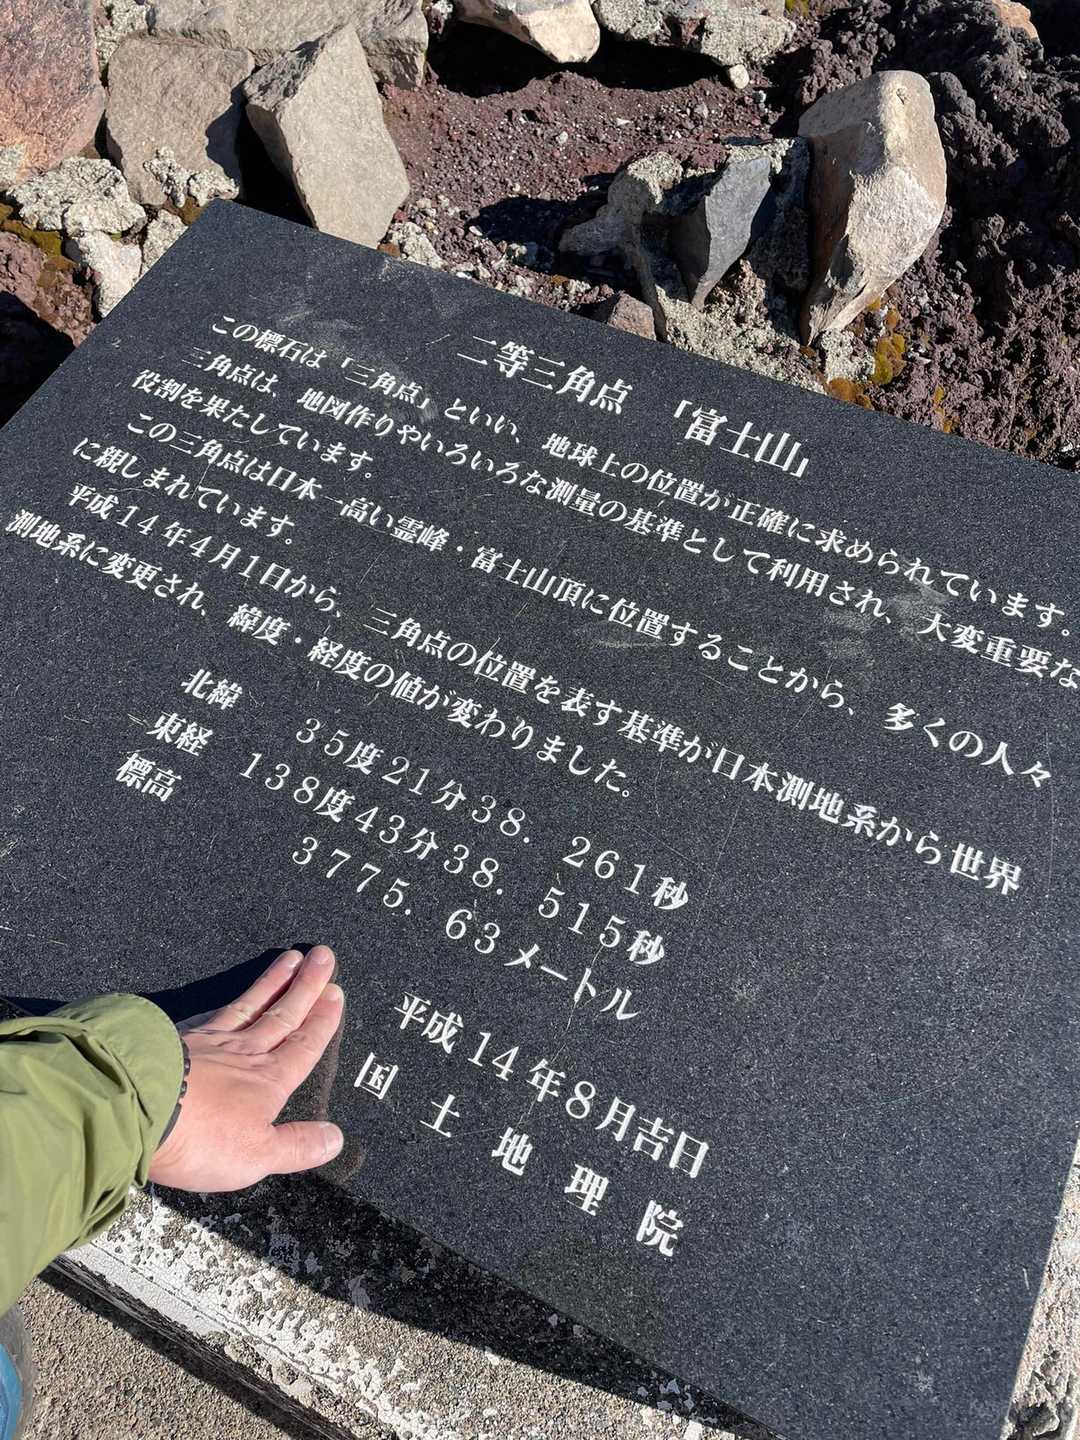 二等三角点 「富士山」
この標石は「三角点」といい、地球上の位置が正確に求められています。
三角点は、地図作りやいろいろな測量の基準として利用され、大変重要な
役割を果たしています。
この三角点は日本一高い霊峰・富士山頂に位置することから、多くの人々
に親しまれています。
平成14年4月1日から、三角点の位置を表す基準が日本測地系から世界
測地系に変更され、緯度・経度の値が変わりました。
北緯 35度21分38.261秒
東経 138度43分38.515秒
標高 3775.63メートル
平成14年8月吉日
国土地理院